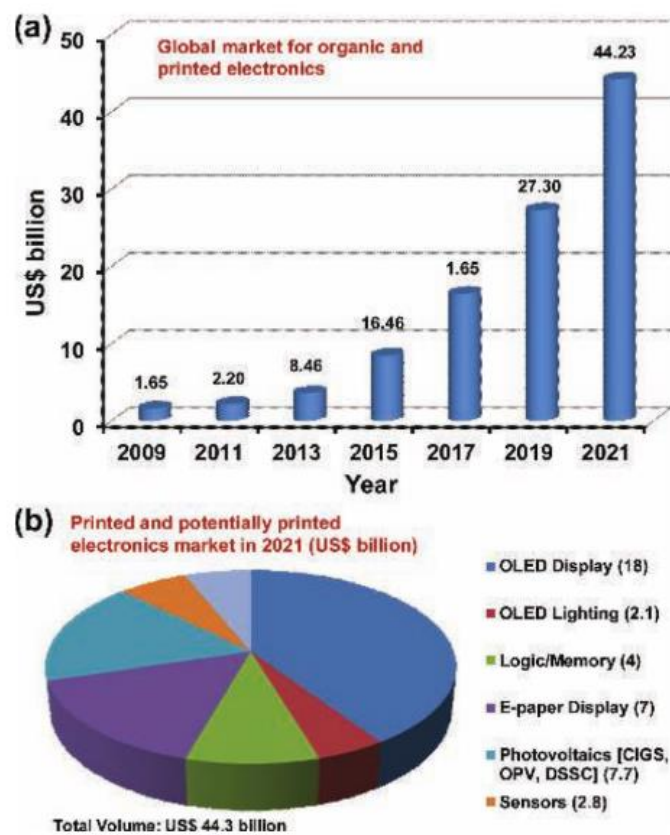 (a)
Global market for organic and
printed electronics
US$ billion
50
40
30
20
10
0
1.65
2.20
8.46
16.46
1.65
27.30
44.23
2009 2011 2013 2015 2017 2019 2021
Year
(b)
Printed and potentially printed
electronics market in 2021 (US$ billion)
OLED Display (18)
OLED Lighting (2.1)
Logic/Memory (4)
E-paper Display (7)
Photovoltaics [CIGS,
OPV, DSSC] (7.7)
Sensors (2.8)
Total Volume: US$ 44.3 billion